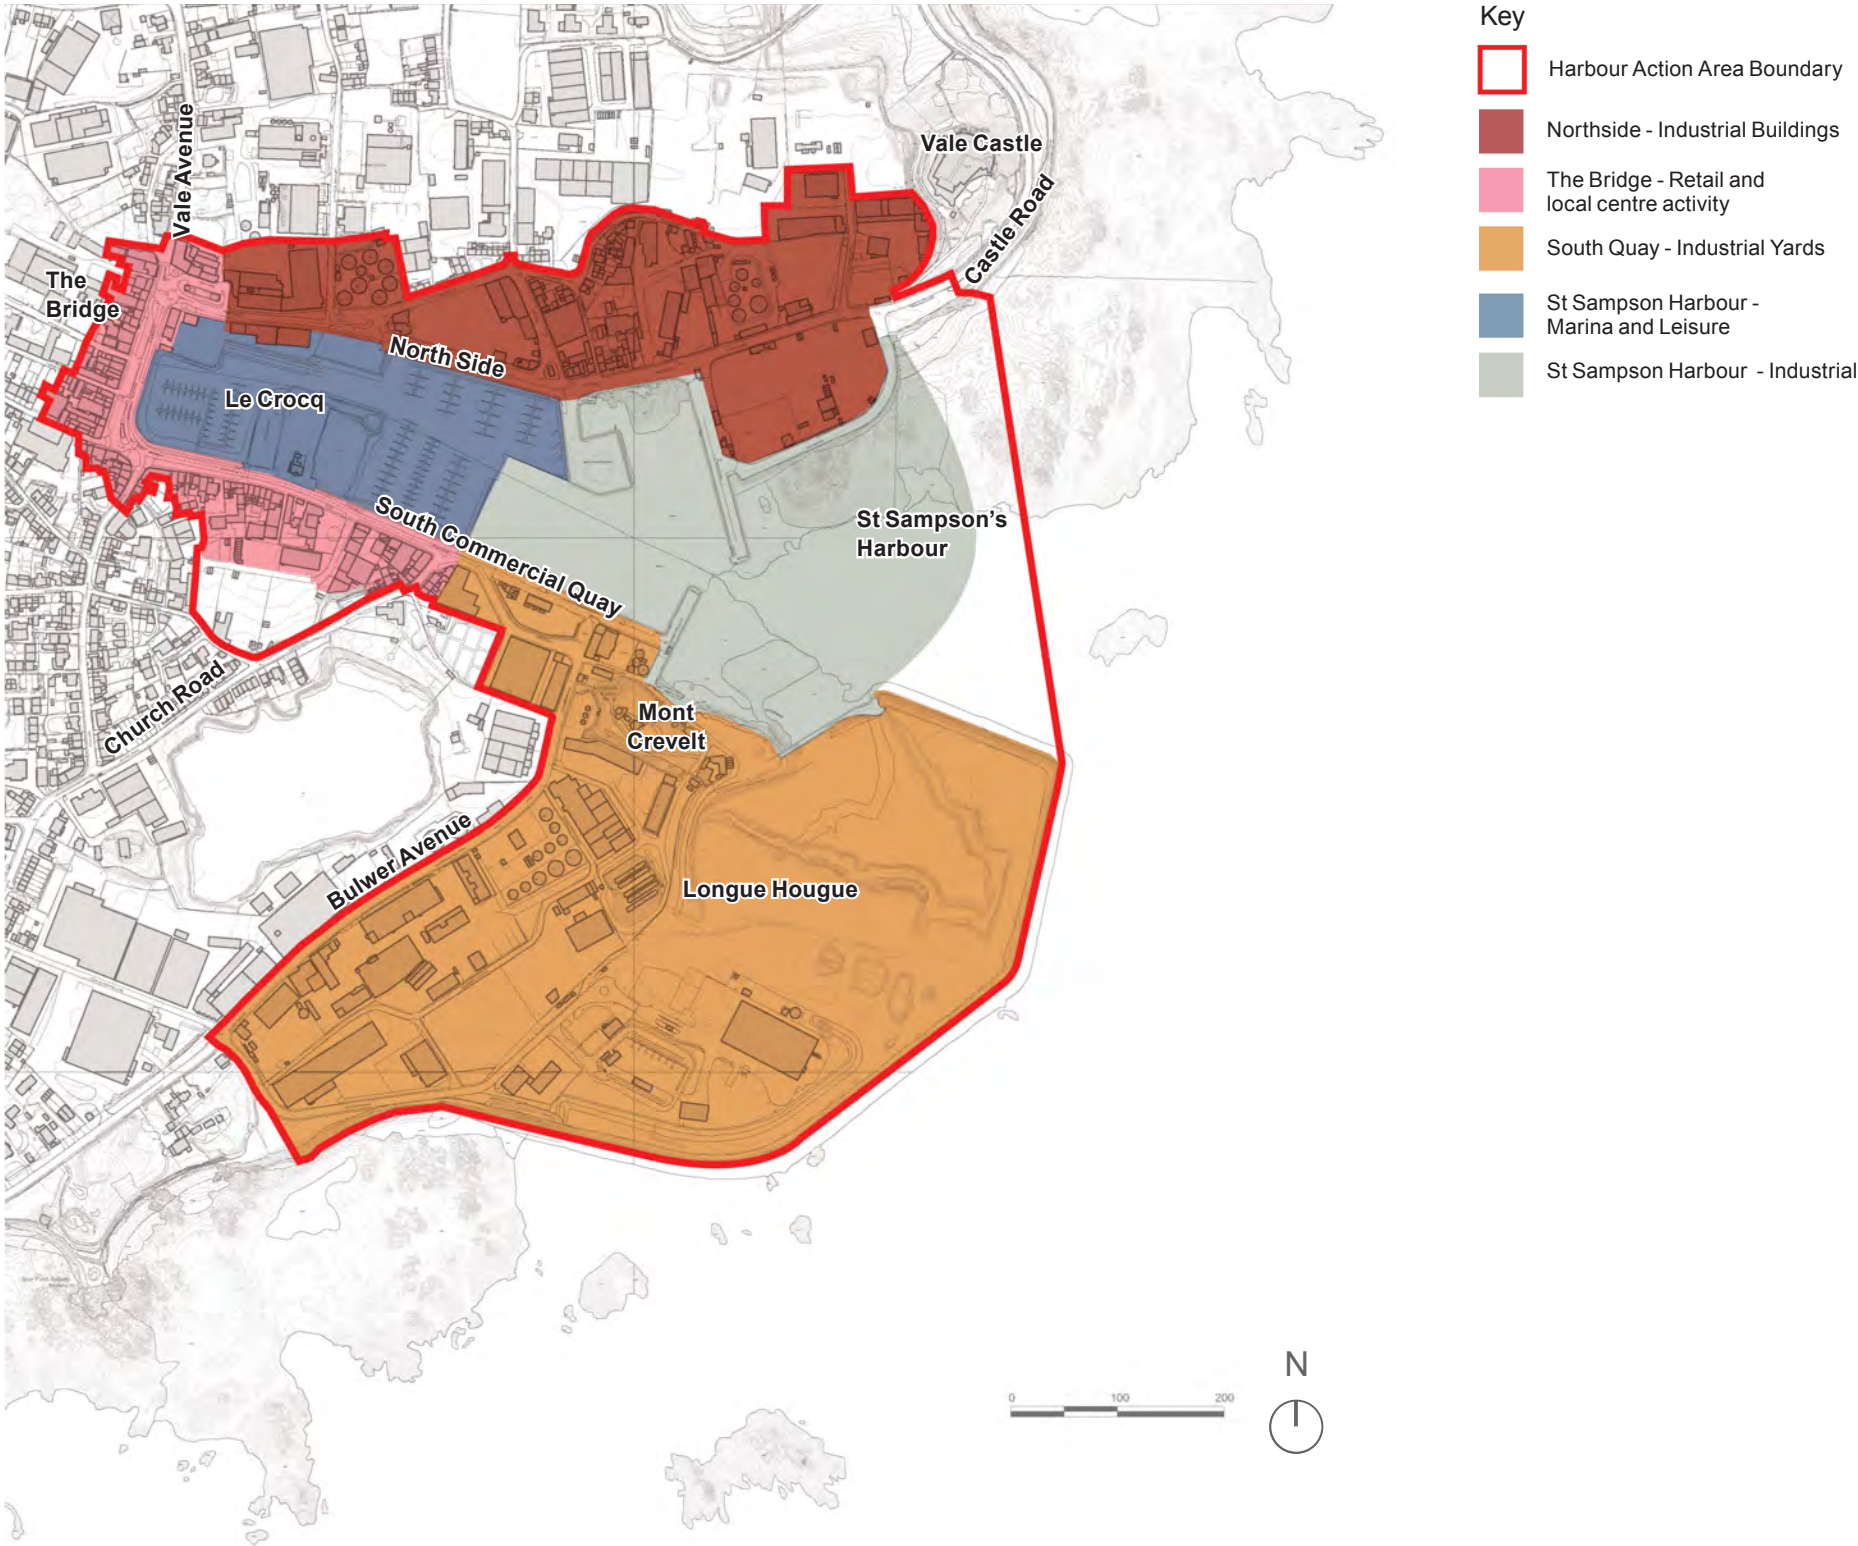 Key
Harbour Action Area Boundary
Northside - Industrial Buildings
The Bridge - Retail and
local centre activity
South Quay - Industrial Yards
St Sampson Harbour -
Marina and Leisure
St Sampson Harbour - Industrial
Vale Avenue
Vale Castle
Castle Road
The
Bridge
North Side
Le Crocq
South Commercial Quay
St Sampson's
Harbour
Church Road
Mont
Crevelt
Bulwer Avenue
Longue Hougue
N
0 100 200